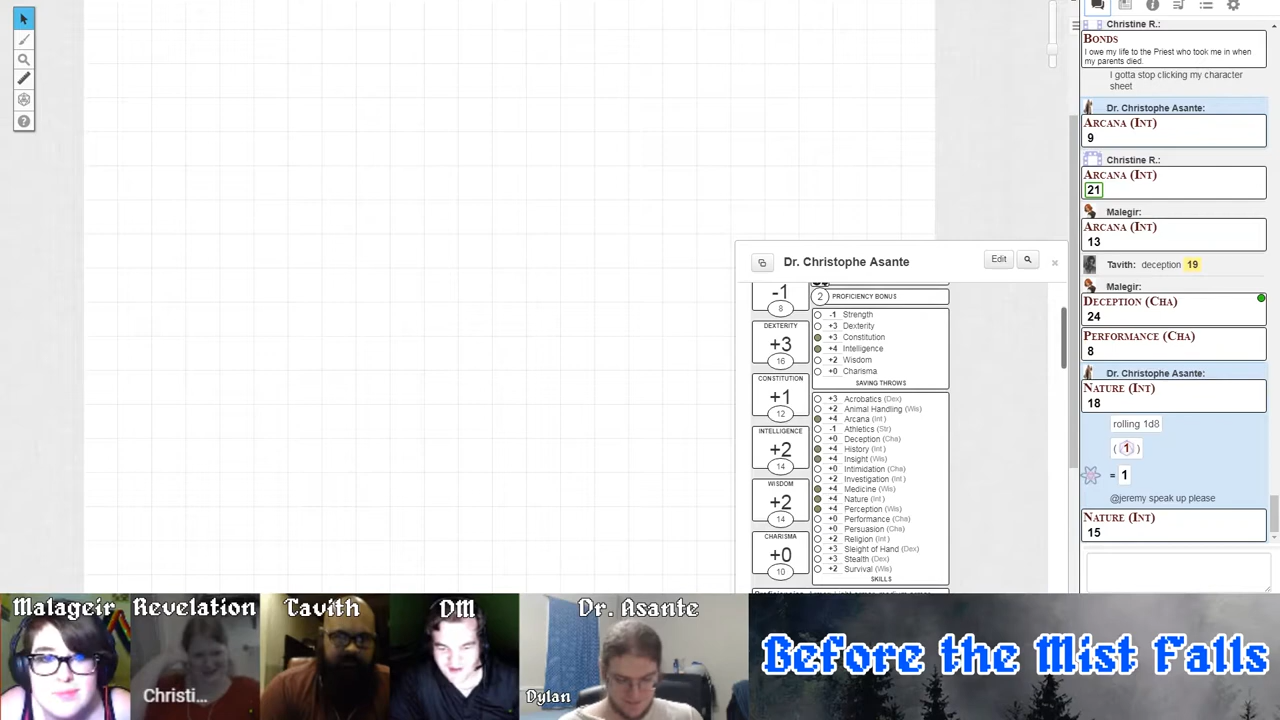 Christine R.:
BONDS
I owe my life to the Priest who took me in when
my parents died.
I gotta stop clicking my character
sheet
Dr. Christophe Asante:
ARCANA (INT)
9
Christine R.:
ARCANA (INT)
21
Malegir:
ARCANA (INT)
13
Tavith: deception 19
Malegir:
DECEPTION (CHA)
24
PERFORMANCE (CHA)
8
Dr. Christophe Asante:
NATURE (INT)
18
rolling 1d8
(1)
= 1
@jeremy speak up please
NATURE (INT)
15
Dr. Christophe Asante
Edit
-1
8
DEXTERITY
+3
16
CONSTITUTION
+1
12
INTELLIGENCE
+2
14
WISDOM
+2
14
CHARISMA
+0
10
2 PROFICIENCY BONUS
-1 Strength
+3 Dexterity
+3 Constitution
+4 Intelligence
+2 Wisdom
+0 Charisma
SAVING THROWS
+3 Acrobatics (Dex)
+2 Animal Handling (Wis)
+4 Arcana (Int)
-1 Athletics (Str)
+0 Deception (Cha)
+4 History (Int)
+4 Insight (Wis)
+0 Intimidation (Cha)
+2 Investigation (Int)
+4 Medicine (Wis)
+4 Nature (Int)
+4 Perception (Wis)
+0 Performance (Cha)
+0 Persuasion (Cha)
+2 Religion (Int)
+3 Sleight of Hand (Dex)
+3 Stealth (Dex)
+2 Survival (Wis)
SKILLS
Malageir
Revelation
Christi...
Tavith
DM
Dr. Asante
Dylan
Before the Mist Falls